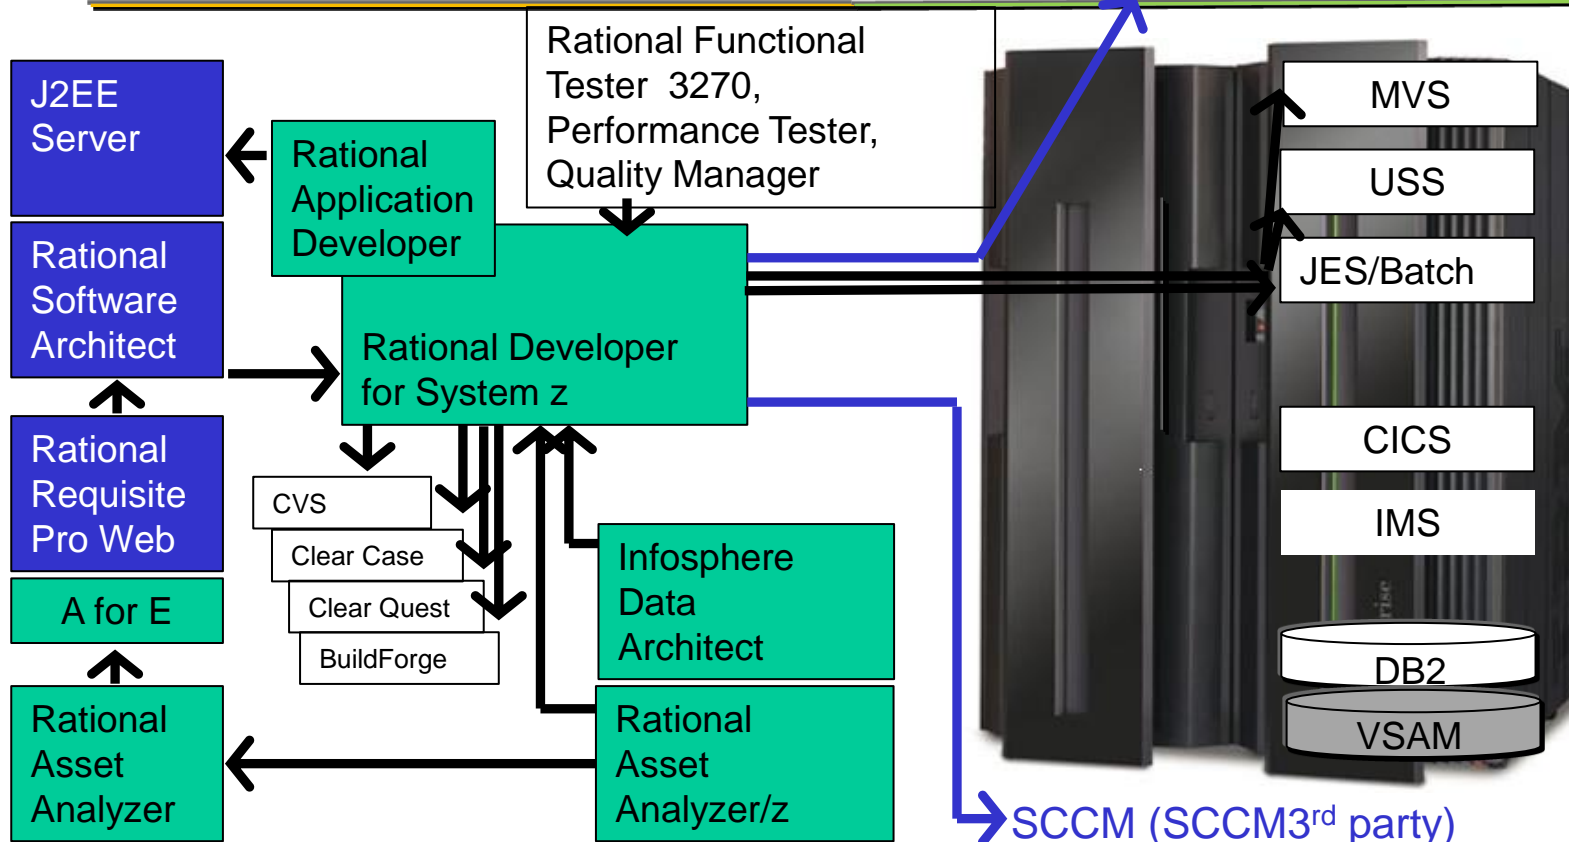 Rational Functional
Tester  3270,
Performance Tester,
Quality Manager
J2EE
Server
Rational
Application
Developer
Rational
Software
Architect
Rational Developer
for System z
Rational
Requisite
Pro Web
A for E
Rational
Asset
Analyzer
CVS
Clear Case
Clear Quest
BuildForge
Infosphere
Data
Architect
Rational
Asset
Analyzer/z
MVS
USS
JES/Batch
CICS
IMS
rise
DB2
VSAM
SCCM (SCCM3rd party)